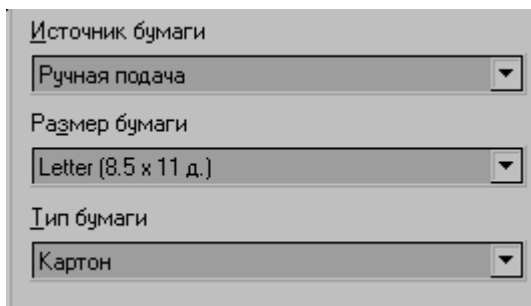 Источник бумаги
Ручная подача
Размер бумаги
Letter (8.5 x 11 д.)
Тип бумаги
Картон